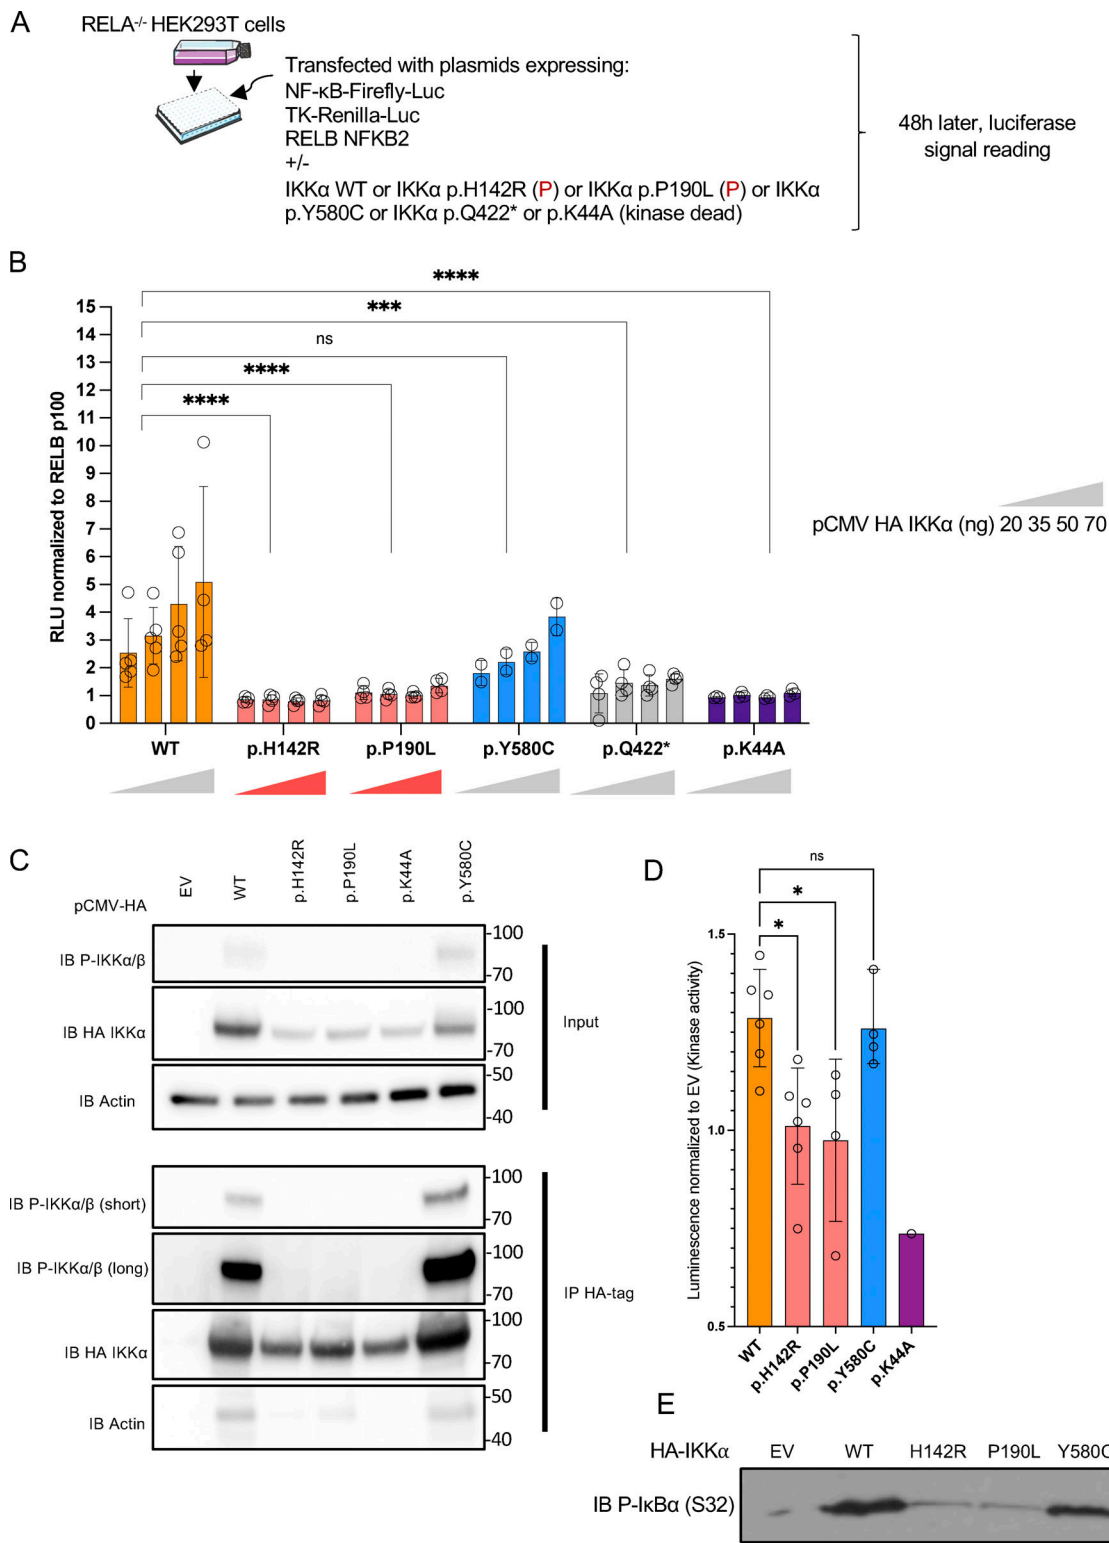 A
RELA-/- HEK293T cells
Transfected with plasmids expressing:
NF-κB-Firefly-Luc
TK-Renilla-Luc
RELB NFKB2
+/-
IKKα WT or IKKα p.H142R (P) or IKKα p.P190L (P) or IKKα
p.Y580C or IKKα p.Q422* or p.K44A (kinase dead)
48h later, luciferase
signal reading
B
RLU normalized to RELB p100
15
14
13
12
11
10
9
8
7
6
5
4
3
2
1
0
****
***
ns
****
****
WT p.H142R p.P190L p.Y580C p.Q422* p.K44A
pCMV HA IKKα (ng) 20 35 50 70
C
pCMV-HA
EV WT p.H142R p.P190L p.K44A p.Y580C
IB P-IKKα/β
-100
-70
IB HA IKKα
-100
-70
IB Actin
-50
-40
Input
IB P-IKKα/β (short)
-100
-70
IB P-IKKα/β (long)
-100
-70
IB HA IKKα
-100
-70
IB Actin
-50
-40
IP HA-tag
D
Luminescence normalized to EV (Kinase activity)
ns
*
*
1.5
1.0
0.5
WT p.H142R p.P190L p.Y580C p.K44A
E
HA-IKKα EV WT H142R P190L Y580C
IB P-IκBα (S32)